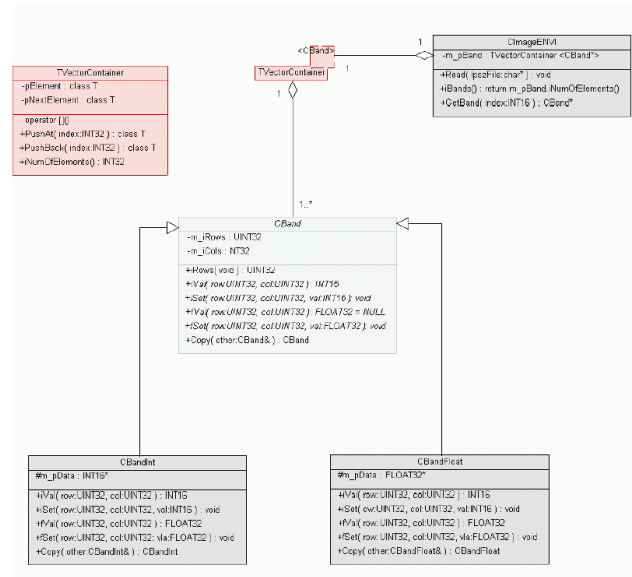 TVectorContainer
-pElement : class T
-pNextElement : class T
operator []()
+PushAt( index:INT32 ) : class T
+PushBack( index:INT32 ) : class T
+iNumOfElements() : INT32
<CBand>
TVectorContainer
1
1
1
1..*
CImageENVI
-m_pBand : TVectorContainer <CBand*>
+Read( lpszFile:char* ) : void
+iBands() : return m_pBand.iNumOfElements()
+GetBand( index:INT16 ) : CBand*
CBand
-m_iRows : UINT32
-m_iCols : NT32
+iRows( void ) : UINT32
+iVal( row:UINT32, col:UINT32 ) : INT16
+iSet( row:UINT32, col:UINT32, val:INT16 ): void
+fVal( row:UINT32, col:UINT32 ): FLOAT32 = NULL
+fSet( row:UINT32, col:UINT32, val:FLOAT32 ): void
+Copy( other:CBand& ) : CBand
CBandInt
#m_pData : INT16*
+iVal( row:UINT32, col:UINT32 ) : INT16
+iSet( row:UINT32, col:UINT32, val:INT16 ) : void
+fVal( row:UINT32, col:UINT32 ) : FLOAT32
+fSet( row:UINT32, col:UINT32: vla:FLOAT32 ) : void
+Copy( other:CBandInt& ) : CBandInt
CBandFloat
#m_pData : FLOAT32*
+iVal( row: UINT32, col:UINT32 ) : INT16
+iSet( ow:UINT32, col:UINT32, val:INT16 ) : void
+fVal( row: UINT32, col:UINT32 ) : FLOAT32
+fSet( row: UINT32, col:UINT32, vla:FLOAT32 ) : void
+Copy( other:CBandFloat& ) : CBandFloat